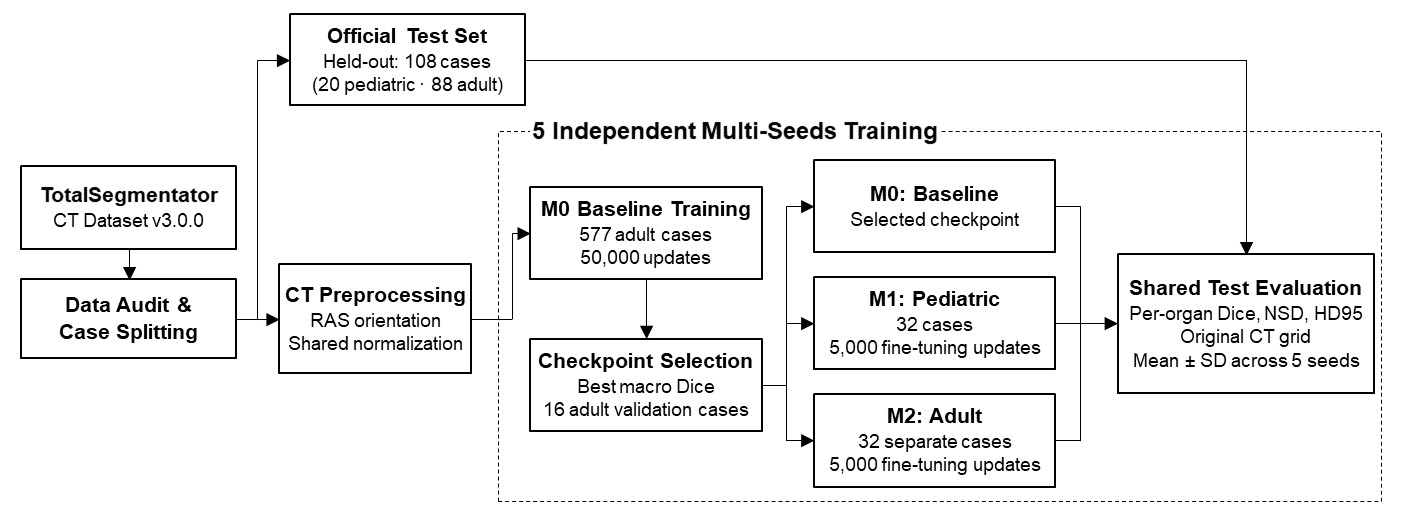 Official Test Set
Held-out: 108 cases
(20 pediatric · 88 adult)
5 Independent Multi-Seeds Training
TotalSegmentator
CT Dataset v3.0.0
Data Audit &
Case Splitting
CT Preprocessing
RAS orientation
Shared normalization
M0 Baseline Training
577 adult cases
50,000 updates
Checkpoint Selection
Best macro Dice
16 adult validation cases
M0: Baseline
Selected checkpoint
M1: Pediatric
32 cases
5,000 fine-tuning updates
M2: Adult
32 separate cases
5,000 fine-tuning updates
Shared Test Evaluation
Per-organ Dice, NSD, HD95
Original CT grid
Mean ± SD across 5 seeds